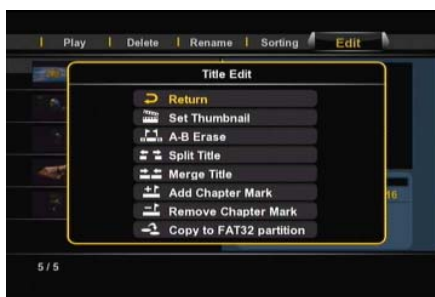 Play Delete Rename Sorting Edit
Title Edit
Return
Set Thumbnail
A-B Erase
Split Title
Merge Title
Add Chapter Mark
16
Remove Chapter Mark
Copy to FAT32 partition
5 / 5